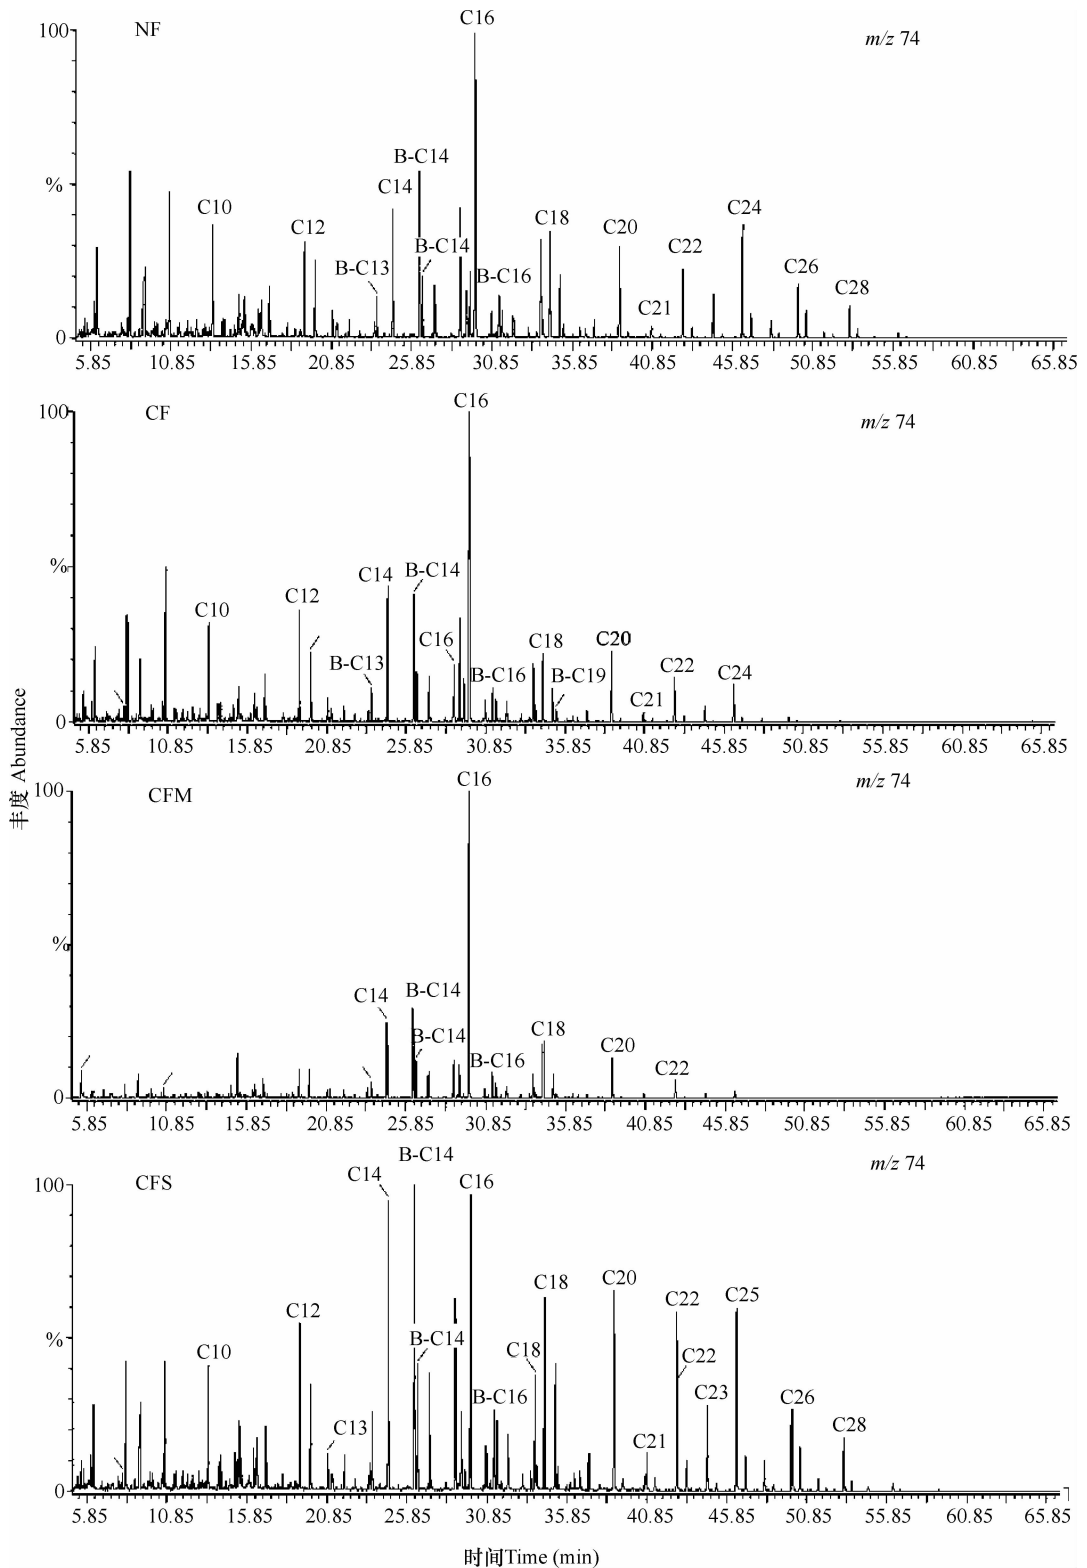 NF
m/z 74
100
%
0
C16
B-C14
C14
C10
C12
B-C14
B-C13
B-C16
C18
C20
C21
C22
C24
C26
C28
5.85 10.85 15.85 20.85 25.85 30.85 35.85 40.85 45.85 50.85 55.85 60.85 65.85
CF
m/z 74
100
%
0
C16
C14
B-C14
C10
C12
B-C13
C16
B-C16
C18
B-C19
C20
C21
C22
C24
5.85 10.85 15.85 20.85 25.85 30.85 35.85 40.85 45.85 50.85 55.85 60.85 65.85
丰度 Abundance
CFM
m/z 74
100
%
0
C16
C14
B-C14
B-C14
B-C16
C18
C20
C22
5.85 10.85 15.85 20.85 25.85 30.85 35.85 40.85 45.85 50.85 55.85 60.85 65.85
CFS
m/z 74
100
%
0
B-C14
C14
C16
C10
C12
C13
B-C14
B-C16
C18
C18
C20
C21
C22
C22
C23
C25
C26
C28
5.85 10.85 15.85 20.85 25.85 30.85 35.85 40.85 45.85 50.85 55.85 60.85 65.85
时间Time (min)